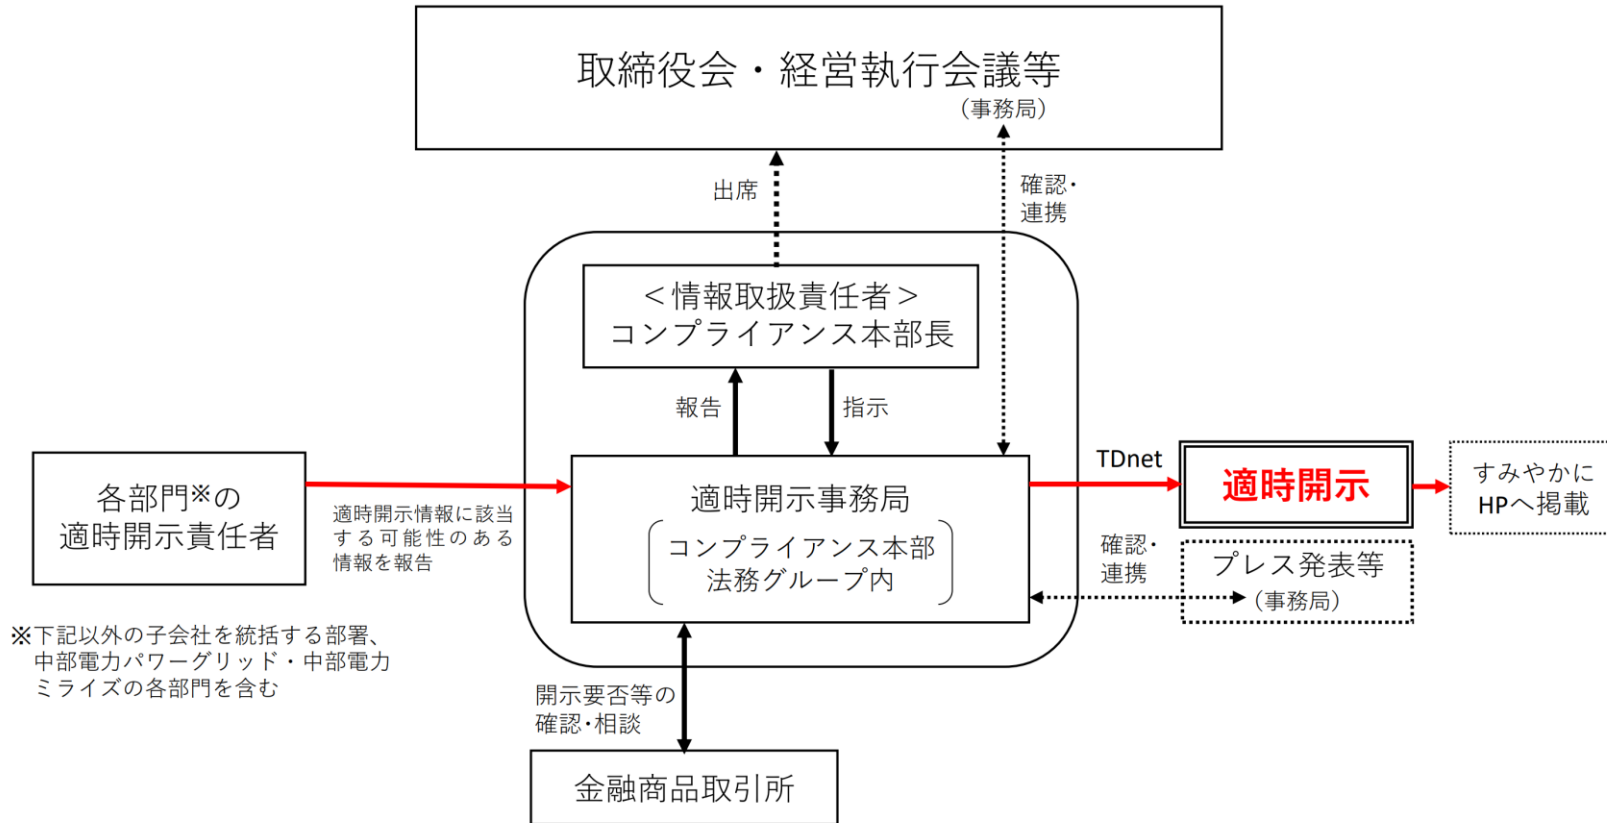 取締役会・経営執行会議等
（事務局）
出席
確認・
連携
＜情報取扱責任者＞
コンプライアンス本部長
報告
指示
各部門※の
適時開示責任者
適時開示情報に該当
する可能性のある
情報を報告
適時開示事務局
コンプライアンス本部
法務グループ内
TDnet
適時開示
すみやかに
HPへ掲載
確認・
連携
プレス発表等
（事務局）
※下記以外の子会社を統括する部署、
中部電力パワーグリッド・中部電力
ミライズの各部門を含む
開示要否等の
確認・相談
金融商品取引所